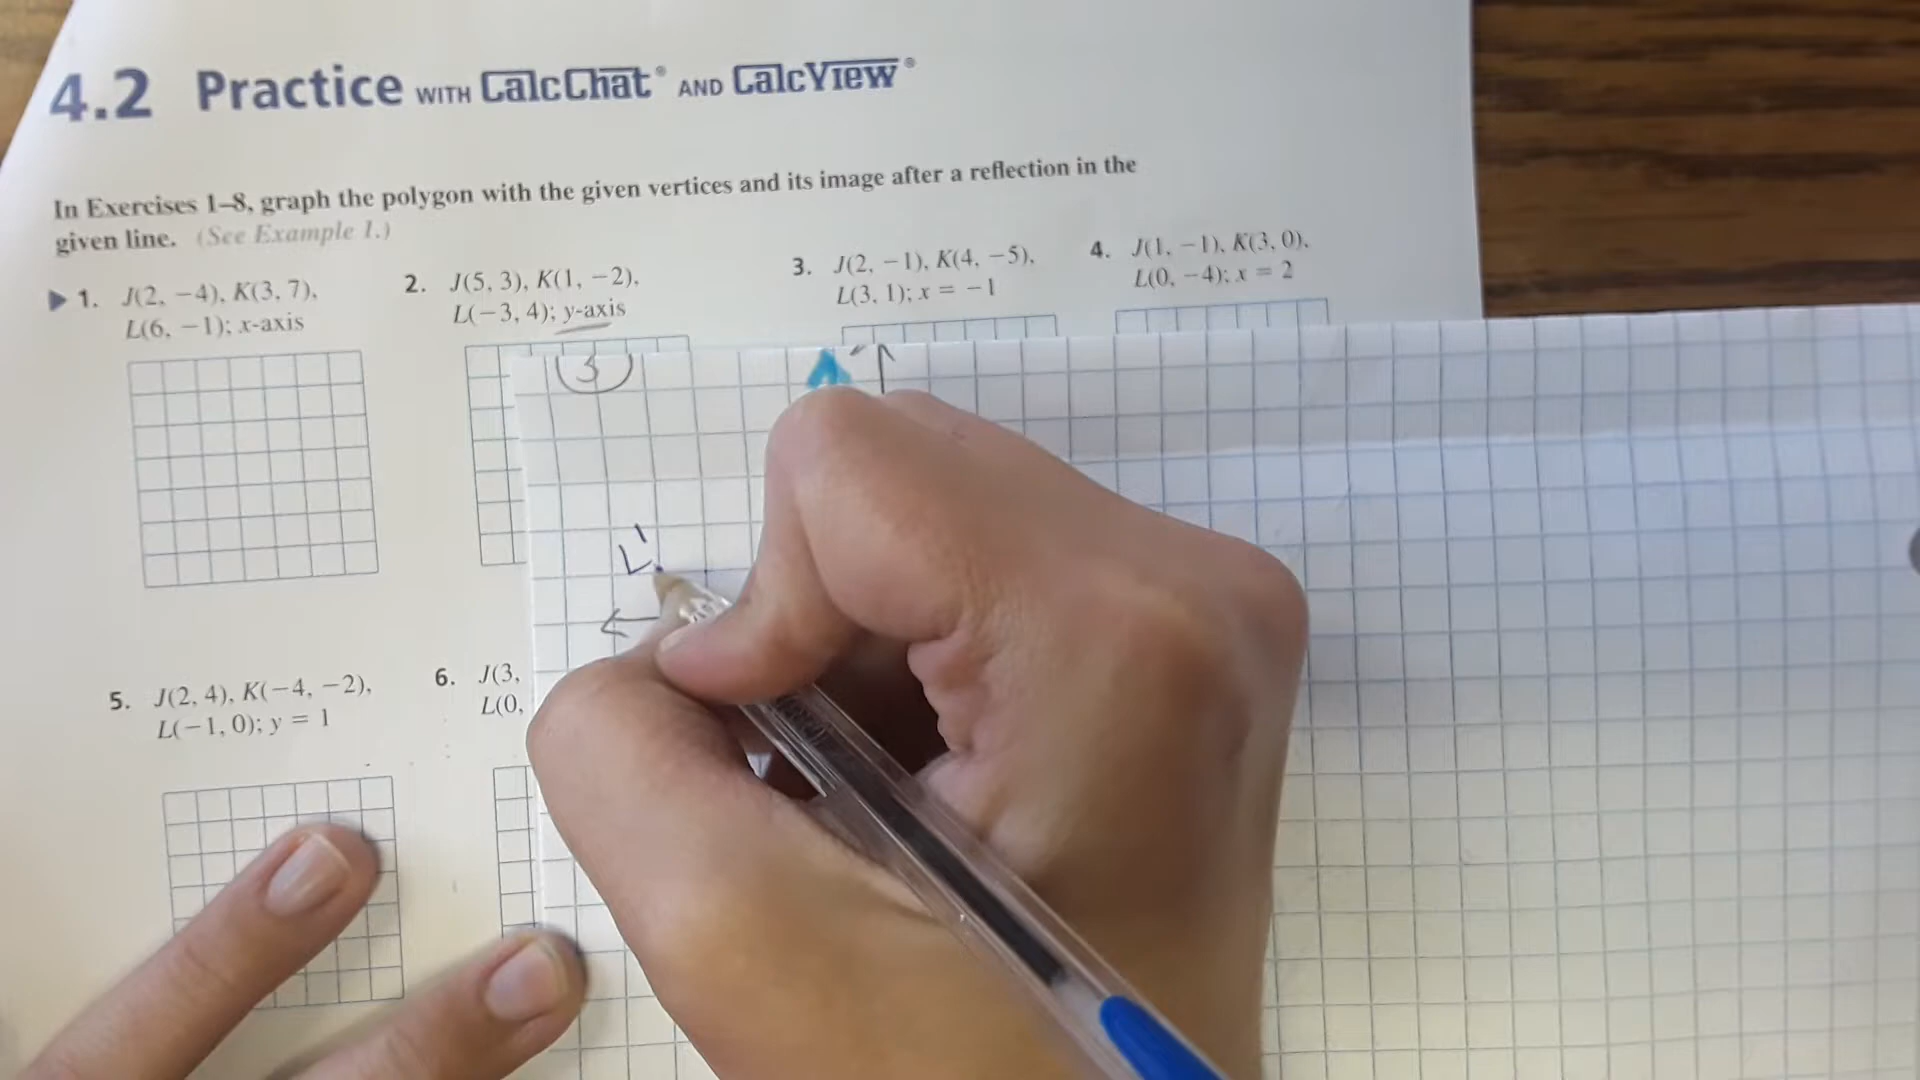 4.2 Practice WITH CalcChat® AND CalcView®
In Exercises 1–8, graph the polygon with the given vertices and its image after a reflection in the
given line. (See Example 1.)
1. J(2, −4), K(3, 7),
L(6, −1); x-axis
2. J(5, 3), K(1, −2),
L(−3, 4); y-axis
3. J(2, −1), K(4, −5),
L(3, 1); x = −1
4. J(1, −1), K(3, 0),
L(0, −4); x = 2
3
L'
5. J(2, 4), K(−4, −2),
L(−1, 0); y = 1
6. J(3,
L(0,